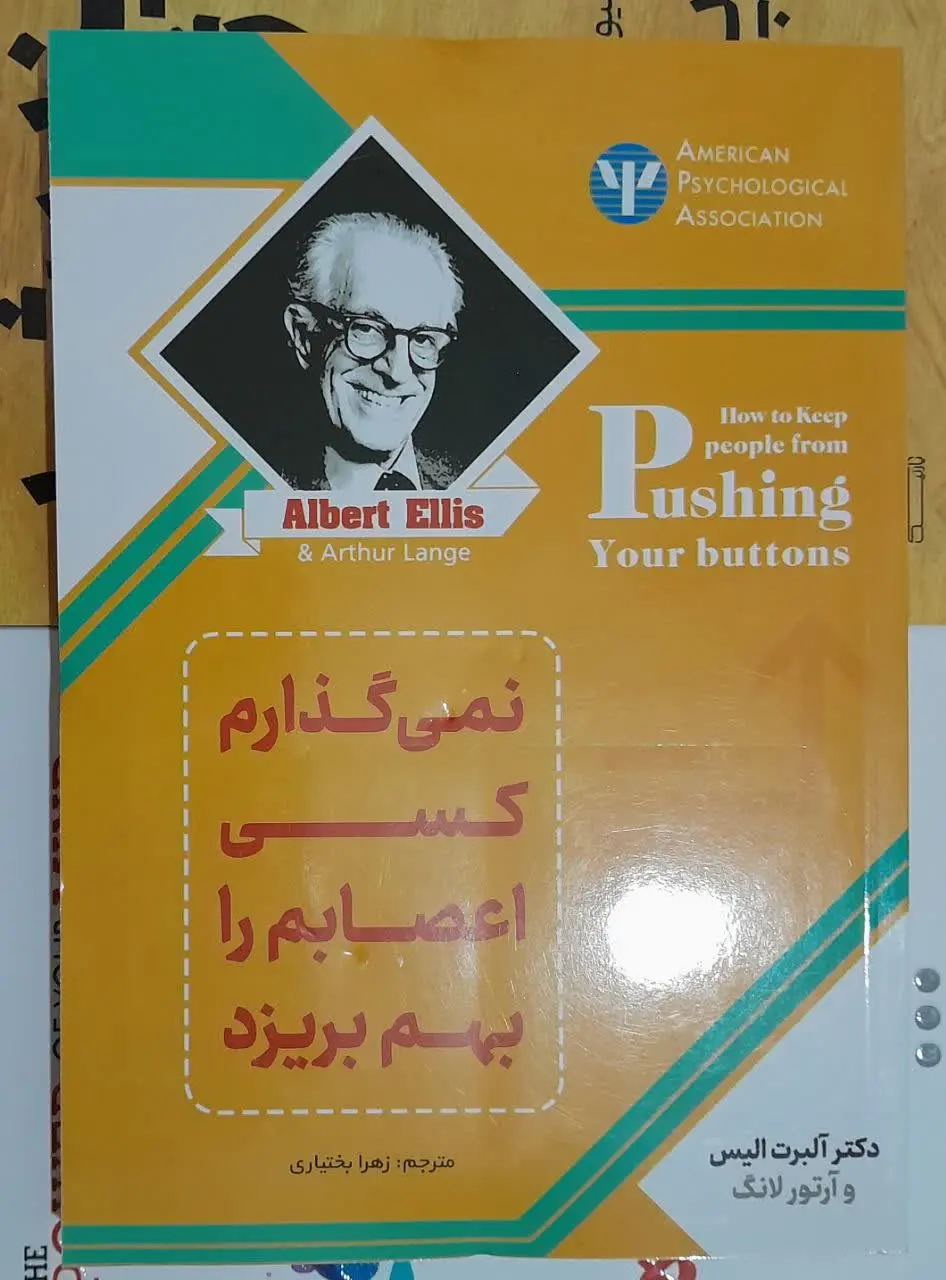 AMERICAN
PSYCHOLOGICAL
ASSOCIATION
How to Keep
people from
Pushing
Your buttons
Albert Ellis
& Arthur Lange
نمی‌گذارم
کسی
اعصابم را
بهم بریزد
مترجم: زهرا بختیاری
دکتر آلبرت الیس
و آرتور لانگ
THE